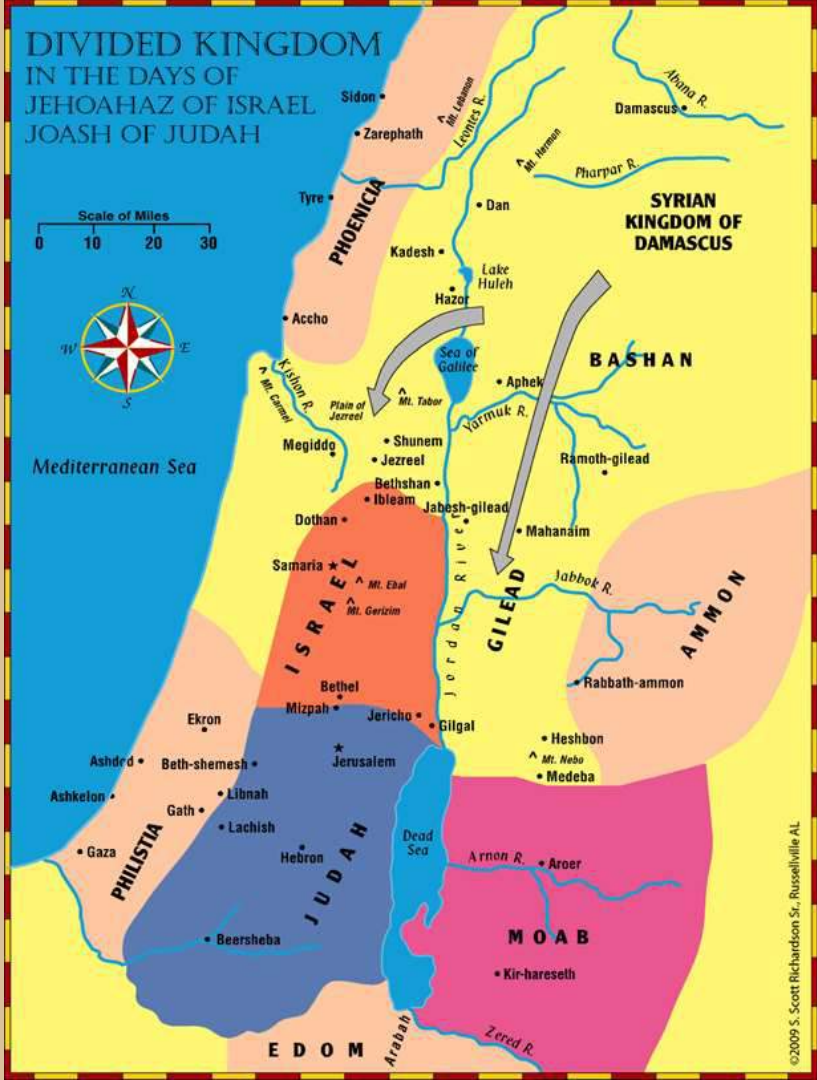 DIVIDED KINGDOM
IN THE DAYS OF
JEHOAHAZ OF ISRAEL
JOASH OF JUDAH
Scale of Miles
0 10 20 30
N
W E
S
Sidon
Zarephath
Tyre
PHOENICIA
Mt. Lebanon
Leontes R.
Abana R.
Damascus
Mt. Hermon
Pharpar R.
Dan
SYRIAN
KINGDOM OF
DAMASCUS
Kadesh
Lake
Huleh
Hazor
Accho
Sea of
Galilee
BASHAN
Kishon R.
Mt. Carmel
Aphek
Plain of
Jezreel
Mt. Tabor
Yarmuk R.
Megiddo
Shunem
Jezreel
Ramoth-gilead
Mediterranean Sea
Bethshan
Ibleam
Jabesh-gilead
Dothan
Mahanaim
Samaria
ISRAEL
Mt. Ebal
Mt. Gerizim
Jordan River
GILEAD
Jabbok R.
AMMON
Rabbath-ammon
Bethel
Mizpah
Jericho
Gilgal
Ekron
Jerusalem
Heshbon
Mt. Nebo
Medeba
Ashdod
Beth-shemesh
Ashkelon
Libnah
Gath
Lachish
Gaza
PHILISTIA
Hebron
JUDAH
Dead
Sea
Arnon R.
Aroer
Beersheba
MOAB
Kir-hareseth
EDOM
Arabah
Zered R.
©2009 S. Scott Richardson Sr., Russellville AL